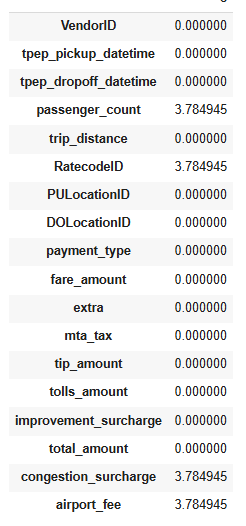 VendorID 0.000000
tpep_pickup_datetime 0.000000
tpep_dropoff_datetime 0.000000
passenger_count 3.784945
trip_distance 0.000000
RatecodeID 3.784945
PULocationID 0.000000
DOLocationID 0.000000
payment_type 0.000000
fare_amount 0.000000
extra 0.000000
mta_tax 0.000000
tip_amount 0.000000
tolls_amount 0.000000
improvement_surcharge 0.000000
total_amount 0.000000
congestion_surcharge 3.784945
airport_fee 3.784945